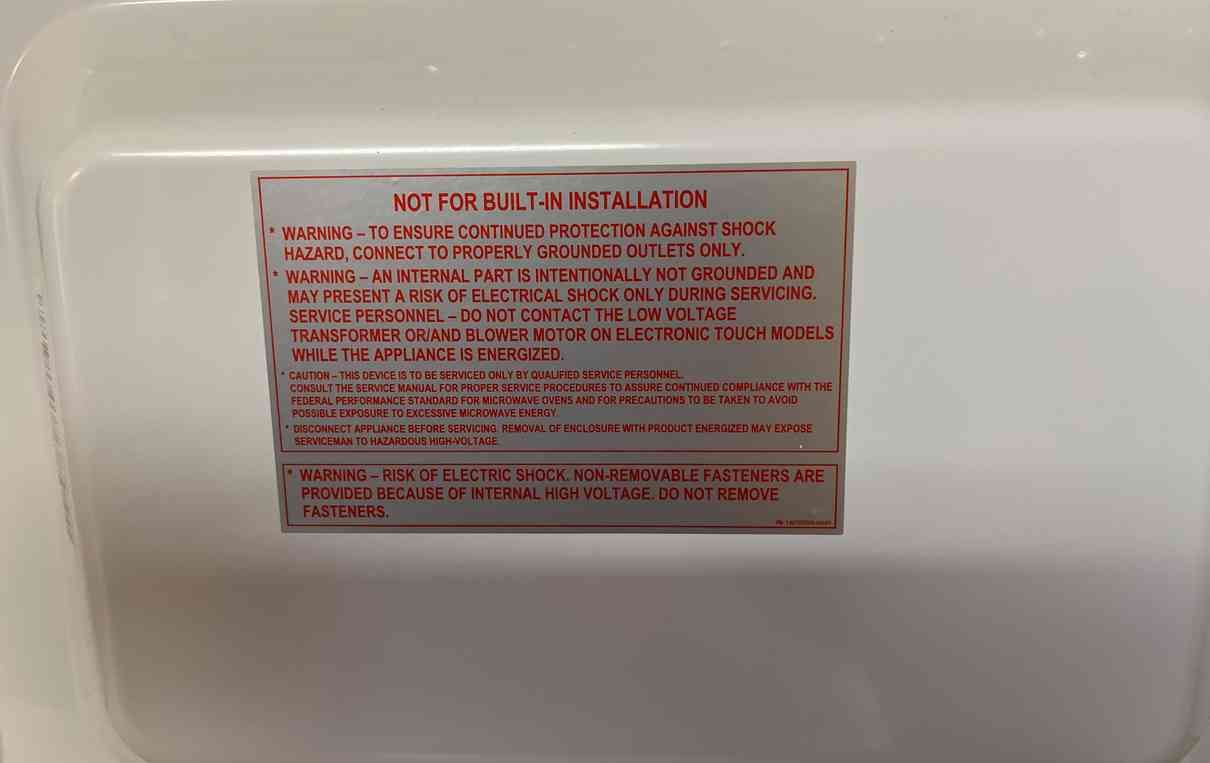 NOT FOR BUILT-IN INSTALLATION
* WARNING – TO ENSURE CONTINUED PROTECTION AGAINST SHOCK
HAZARD, CONNECT TO PROPERLY GROUNDED OUTLETS ONLY.
* WARNING – AN INTERNAL PART IS INTENTIONALLY NOT GROUNDED AND
MAY PRESENT A RISK OF ELECTRICAL SHOCK ONLY DURING SERVICING.
SERVICE PERSONNEL – DO NOT CONTACT THE LOW VOLTAGE
TRANSFORMER OR/AND BLOWER MOTOR ON ELECTRONIC TOUCH MODELS
WHILE THE APPLIANCE IS ENERGIZED.
* CAUTION – THIS DEVICE IS TO BE SERVICED ONLY BY QUALIFIED SERVICE PERSONNEL.
CONSULT THE SERVICE MANUAL FOR PROPER SERVICE PROCEDURES TO ASSURE CONTINUED COMPLIANCE WITH THE
FEDERAL PERFORMANCE STANDARD FOR MICROWAVE OVENS AND FOR PRECAUTIONS TO BE TAKEN TO AVOID
POSSIBLE EXPOSURE TO EXCESSIVE MICROWAVE ENERGY.
* DISCONNECT APPLIANCE BEFORE SERVICING. REMOVAL OF ENCLOSURE WITH PRODUCT ENERGIZED MAY EXPOSE
SERVICEMAN TO HAZARDOUS HIGH-VOLTAGE.
* WARNING – RISK OF ELECTRIC SHOCK. NON-REMOVABLE FASTENERS ARE
PROVIDED BECAUSE OF INTERNAL HIGH VOLTAGE. DO NOT REMOVE
FASTENERS.